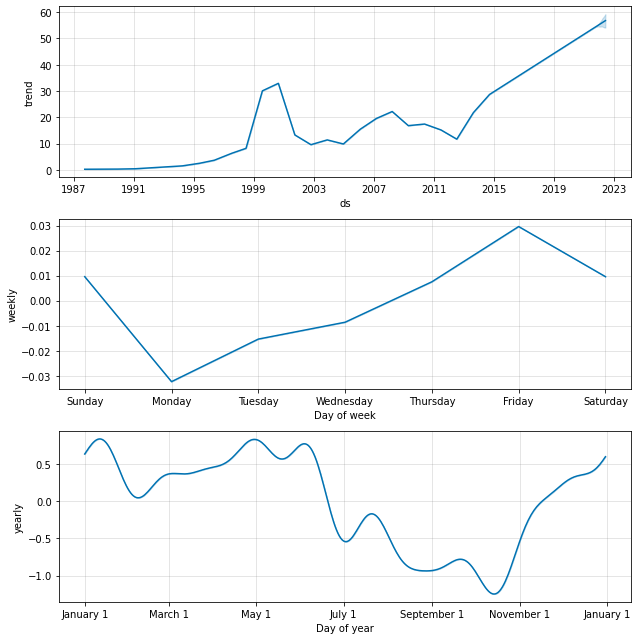 60
50
40
30
20
10
0
trend
1987 1991 1995 1999 2003 2007 2011 2015 2019 2023
ds
0.03
0.02
0.01
0.00
−0.01
−0.02
−0.03
weekly
Sunday Monday Tuesday Wednesday Thursday Friday Saturday
Day of week
0.5
0.0
−0.5
−1.0
yearly
January 1 March 1 May 1 July 1 September 1 November 1 January 1
Day of year